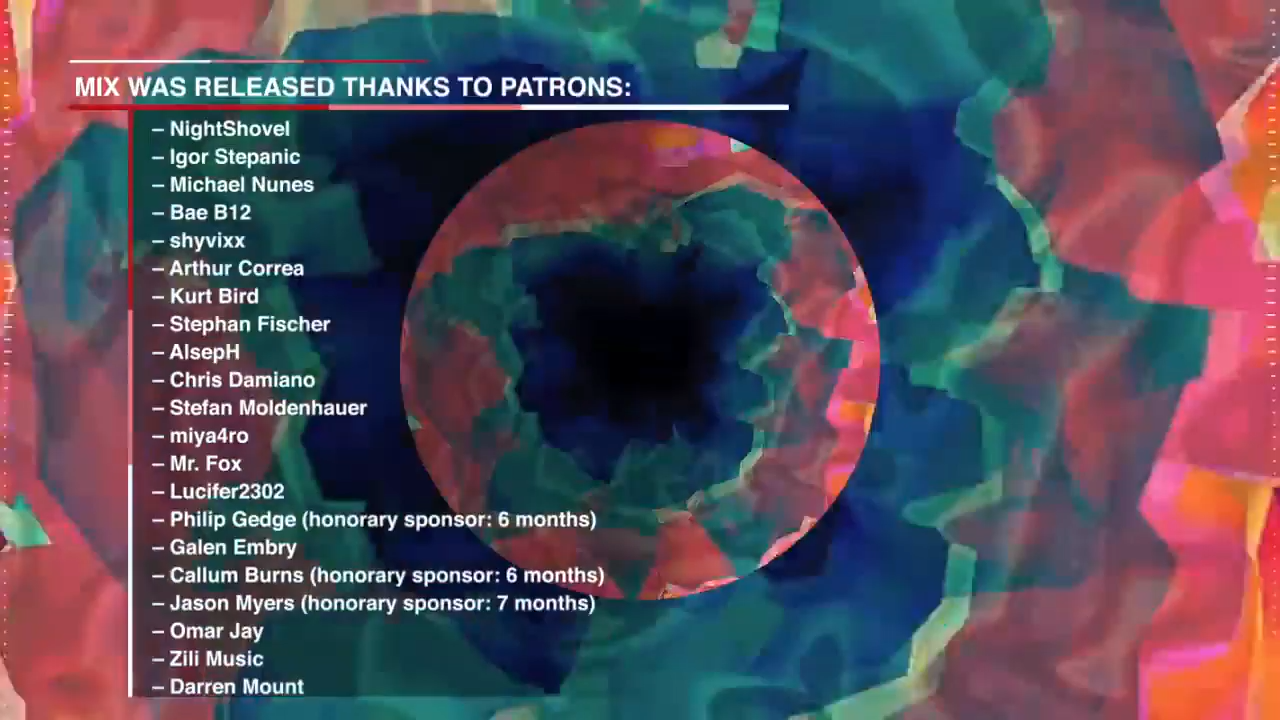 MIX WAS RELEASED THANKS TO PATRONS:
– NightShovel
– Igor Stepanic
– Michael Nunes
– Bae B12
– shyvixx
– Arthur Correa
– Kurt Bird
– Stephan Fischer
– AlsepH
– Chris Damiano
– Stefan Moldenhauer
– miya4ro
– Mr. Fox
– Lucifer2302
– Philip Gedge (honorary sponsor: 6 months)
– Galen Embry
– Callum Burns (honorary sponsor: 6 months)
– Jason Myers (honorary sponsor: 7 months)
– Omar Jay
– Zili Music
– Darren Mount